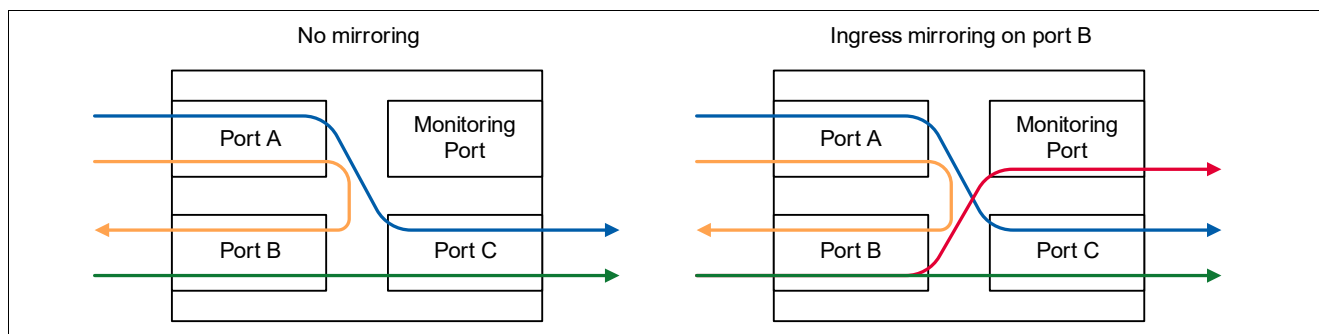 No mirroring
Port A
Monitoring
Port
Port B
Port C
Ingress mirroring on port B
Port A
Monitoring
Port
Port B
Port C